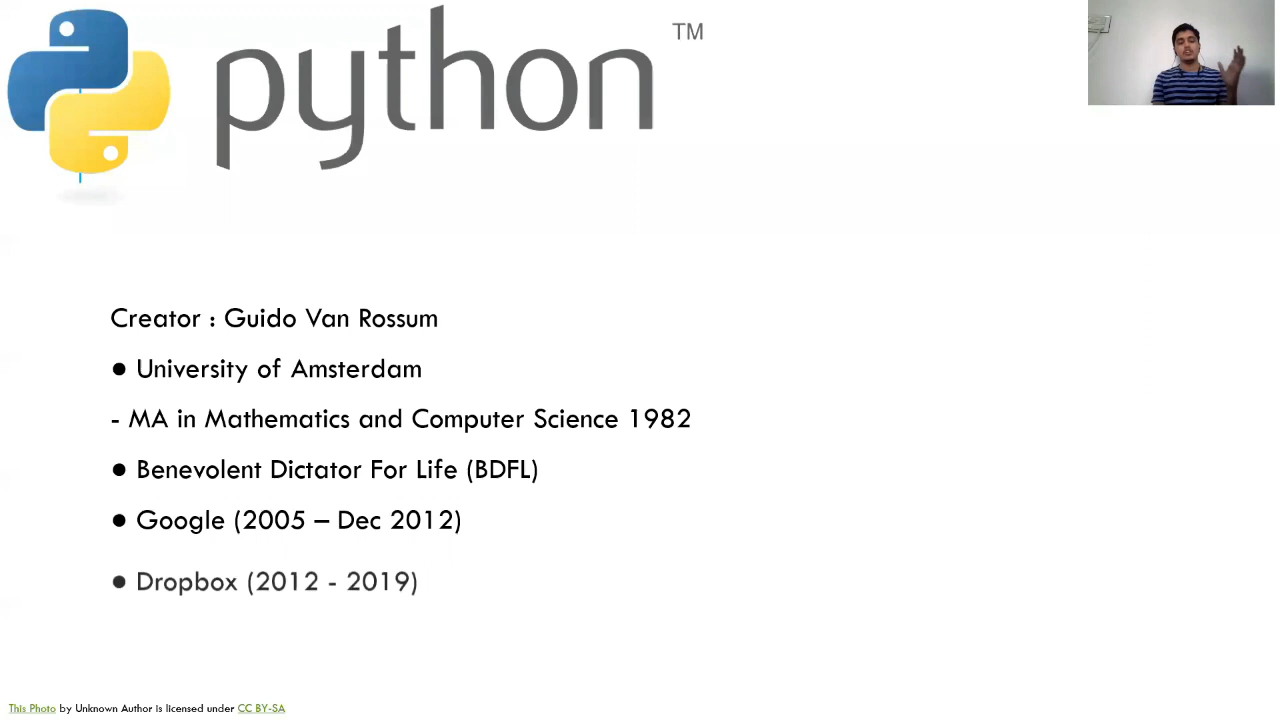 python TM
Creator : Guido Van Rossum
● University of Amsterdam
- MA in Mathematics and Computer Science 1982
● Benevolent Dictator For Life (BDFL)
● Google (2005 – Dec 2012)
● Dropbox (2012 - 2019)
This Photo by Unknown Author is licensed under CC BY-SA